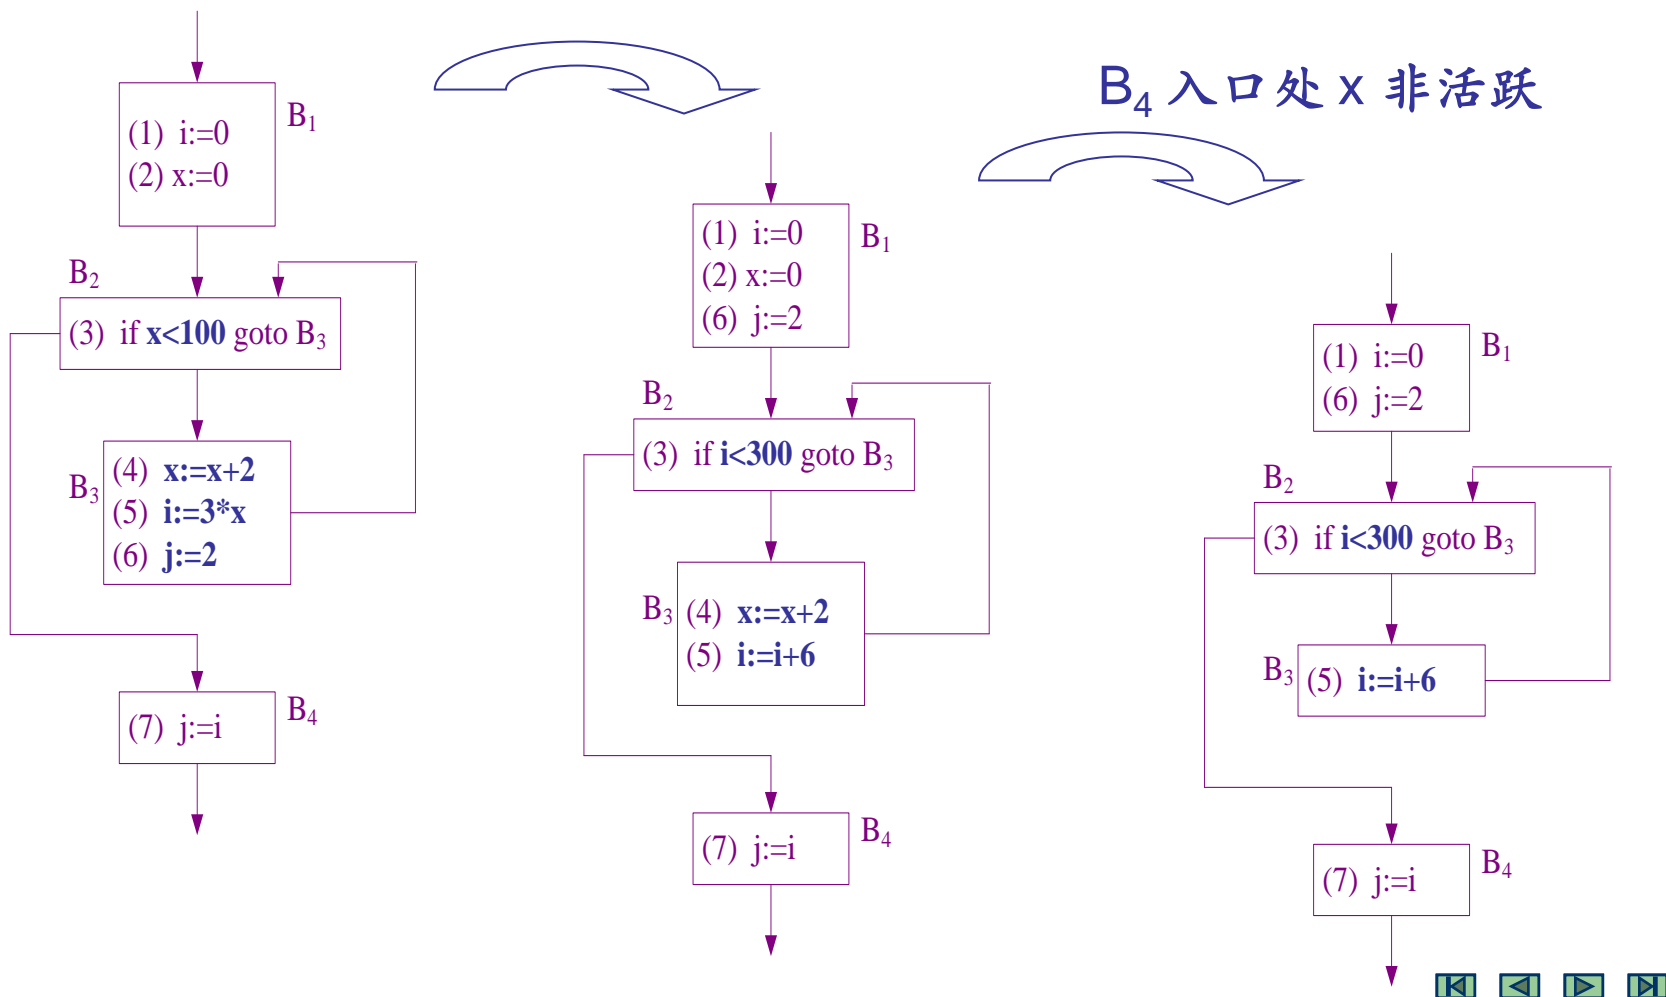 B₄ 入口处 x 非活跃
(1) i:=0
(2) x:=0
B₁
B₂
(3) if x<100 goto B₃
B₃
(4) x:=x+2
(5) i:=3*x
(6) j:=2
(7) j:=i
B₄
(1) i:=0
(2) x:=0
(6) j:=2
B₁
B₂
(3) if i<300 goto B₃
B₃
(4) x:=x+2
(5) i:=i+6
(7) j:=i
B₄
(1) i:=0
(6) j:=2
B₁
B₂
(3) if i<300 goto B₃
B₃
(5) i:=i+6
(7) j:=i
B₄